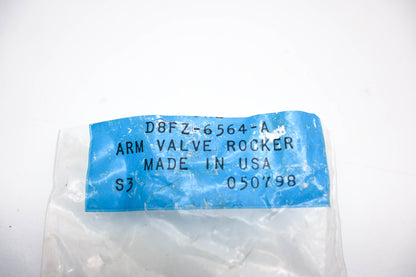 D8FZ-6564-A
ARM VALVE ROCKER
MADE IN USA
S3 050798